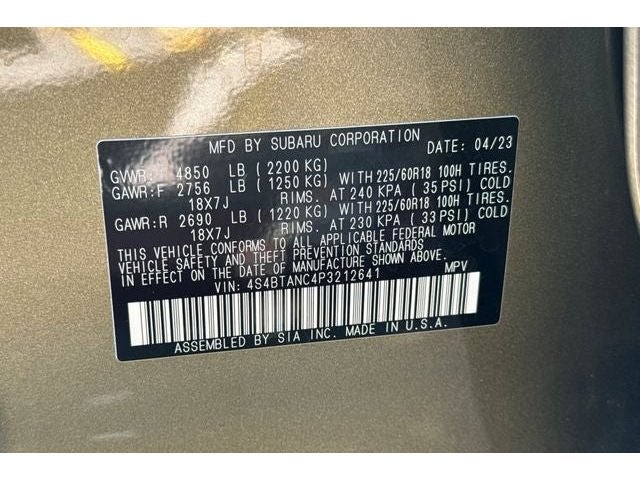 MFD BY SUBARU CORPORATION DATE: 04/23
GVWR: 4850 LB (2200 KG)
GAWR:F 2756 LB (1250 KG) WITH 225/60R18 100H TIRES.
18X7J RIMS. AT 240 KPA (35 PSI) COLD
GAWR:R 2690 LB (1220 KG) WITH 225/60R18 100H TIRES.
18X7J RIMS. AT 230 KPA (33 PSI) COLD
THIS VEHICLE CONFORMS TO ALL APPLICABLE FEDERAL MOTOR
VEHICLE SAFETY AND THEFT PREVENTION STANDARDS
IN EFFECT ON THE DATE OF MANUFACTURE SHOWN ABOVE.
VIN: 4S4BTANC4P3212641 MPV
ASSEMBLED BY SIA INC. MADE IN U.S.A.